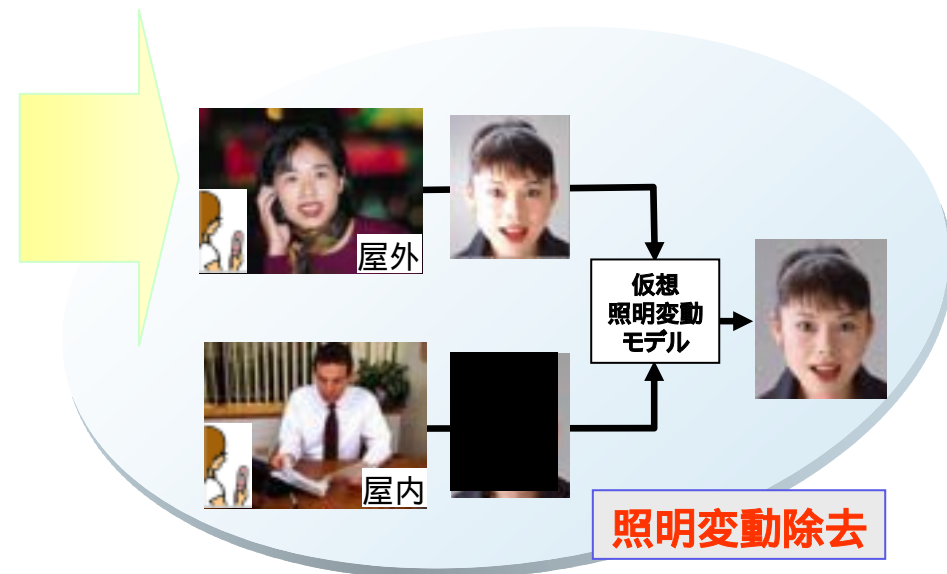 屋外
仮想
照明変動
モデル
屋内
照明変動除去